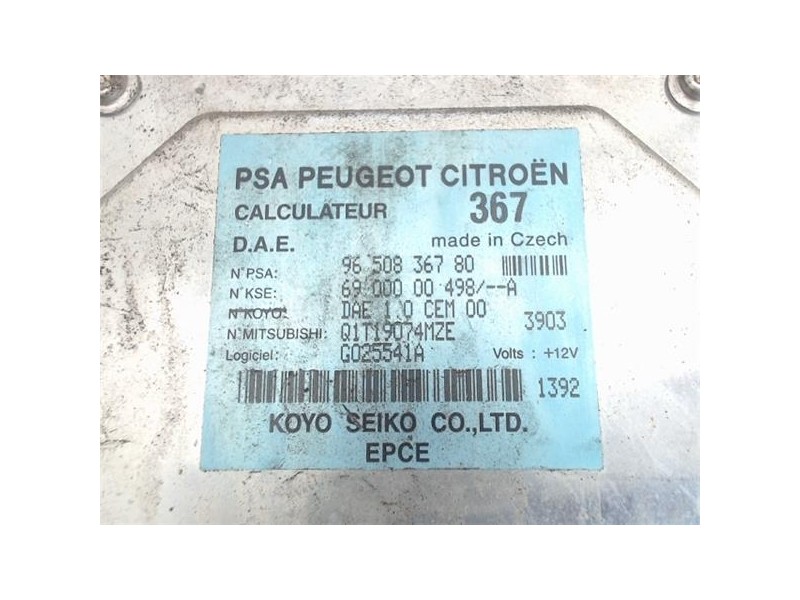 PSA PEUGEOT CITROËN
CALCULATEUR 367
D.A.E. made in Czech
N°PSA: 96 508 367 80
N°KSE: 69 000 00 498/--A
N°KOYO: DAE 1.0 CEM 00
N°MITSUBISHI: Q1T19074MZE 3903
Logiciel: G025541A Volts : +12V
1392
KOYO SEIKO CO.,LTD.
EPCE